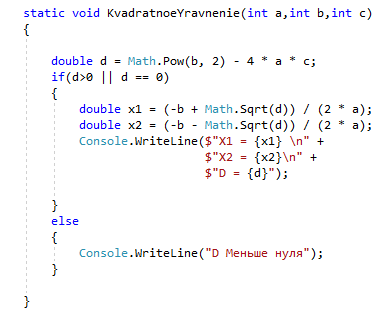 static void KvadratnoeYravnenie(int a,int b,int c)
{
double d = Math.Pow(b, 2) - 4 * a * c;
if(d>0 || d == 0)
{
double x1 = (-b + Math.Sqrt(d)) / (2 * a);
double x2 = (-b - Math.Sqrt(d)) / (2 * a);
Console.WriteLine($"X1 = {x1} \n" +
$"X2 = {x2}\n" +
$"D = {d}");
}
else
{
Console.WriteLine("D Меньше нуля");
}
}